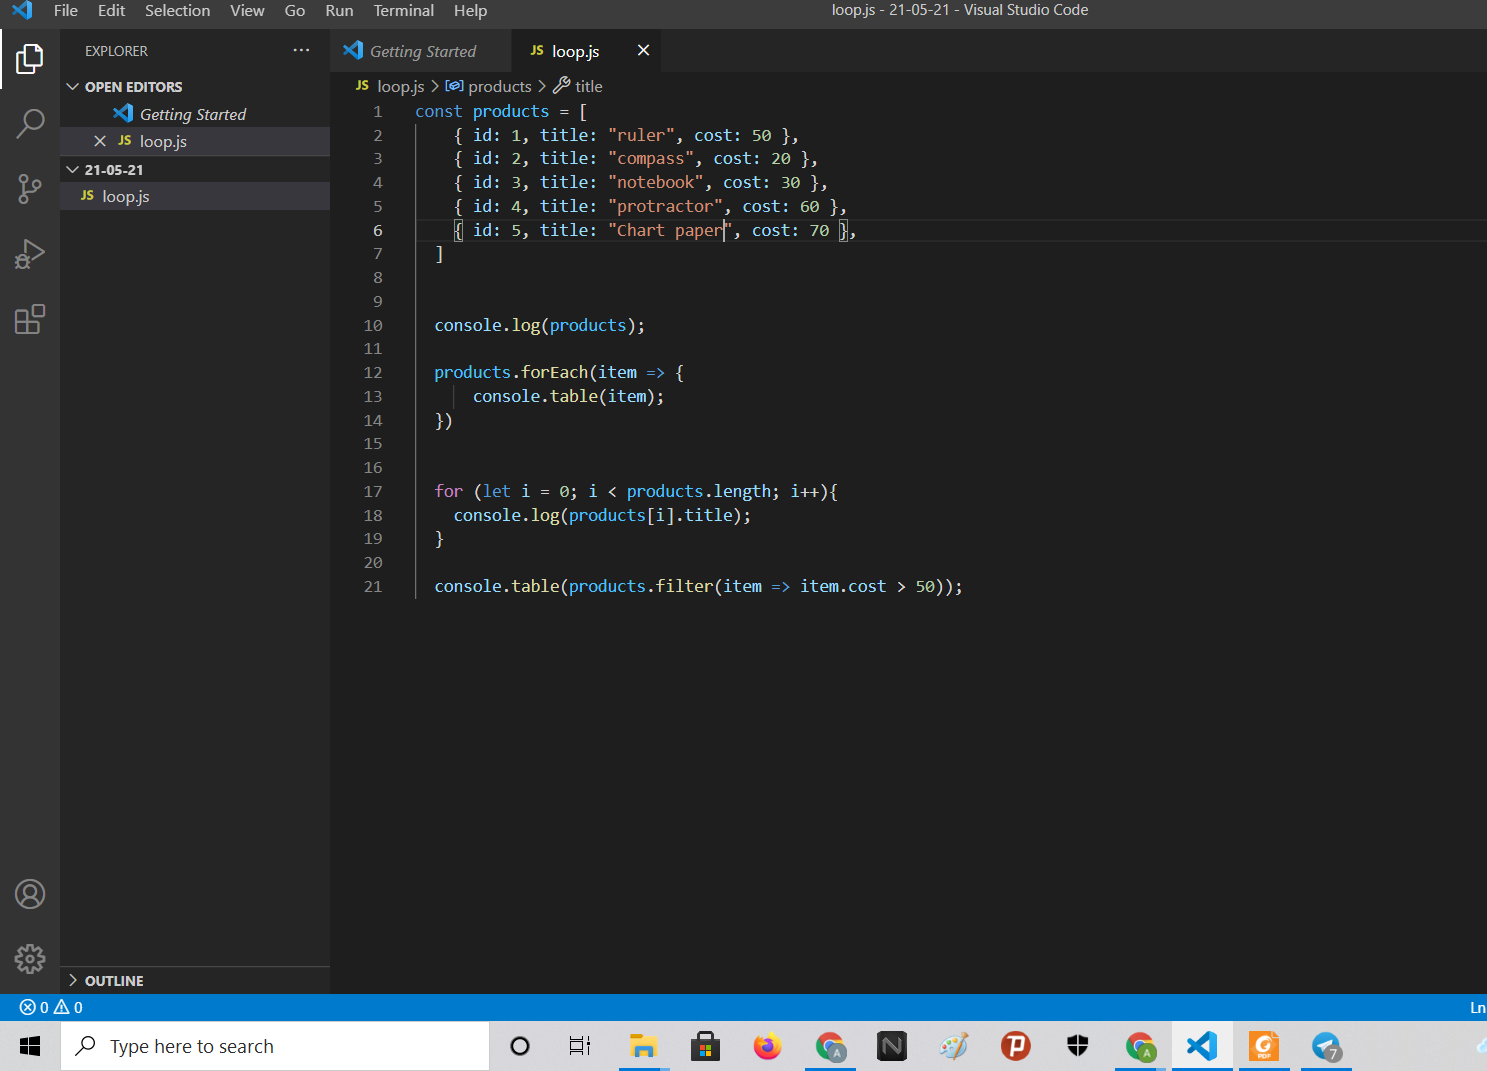 File Edit Selection View Go Run Terminal Help
loop.js - 21-05-21 - Visual Studio Code
EXPLORER ...
OPEN EDITORS
Getting Started
JS loop.js
21-05-21
JS loop.js
OUTLINE
Getting Started
JS loop.js
JS loop.js > products > title
1 const products = [
2 { id: 1, title: "ruler", cost: 50 },
3 { id: 2, title: "compass", cost: 20 },
4 { id: 3, title: "notebook", cost: 30 },
5 { id: 4, title: "protractor", cost: 60 },
6 { id: 5, title: "Chart paper", cost: 70 },
7 ]
8
9
10 console.log(products);
11
12 products.forEach(item => {
13 console.table(item);
14 })
15
16
17 for (let i = 0; i < products.length; i++){
18 console.log(products[i].title);
19 }
20
21 console.table(products.filter(item => item.cost > 50));
0 0
Ln
Type here to search
N
A
P
A
PDF
7